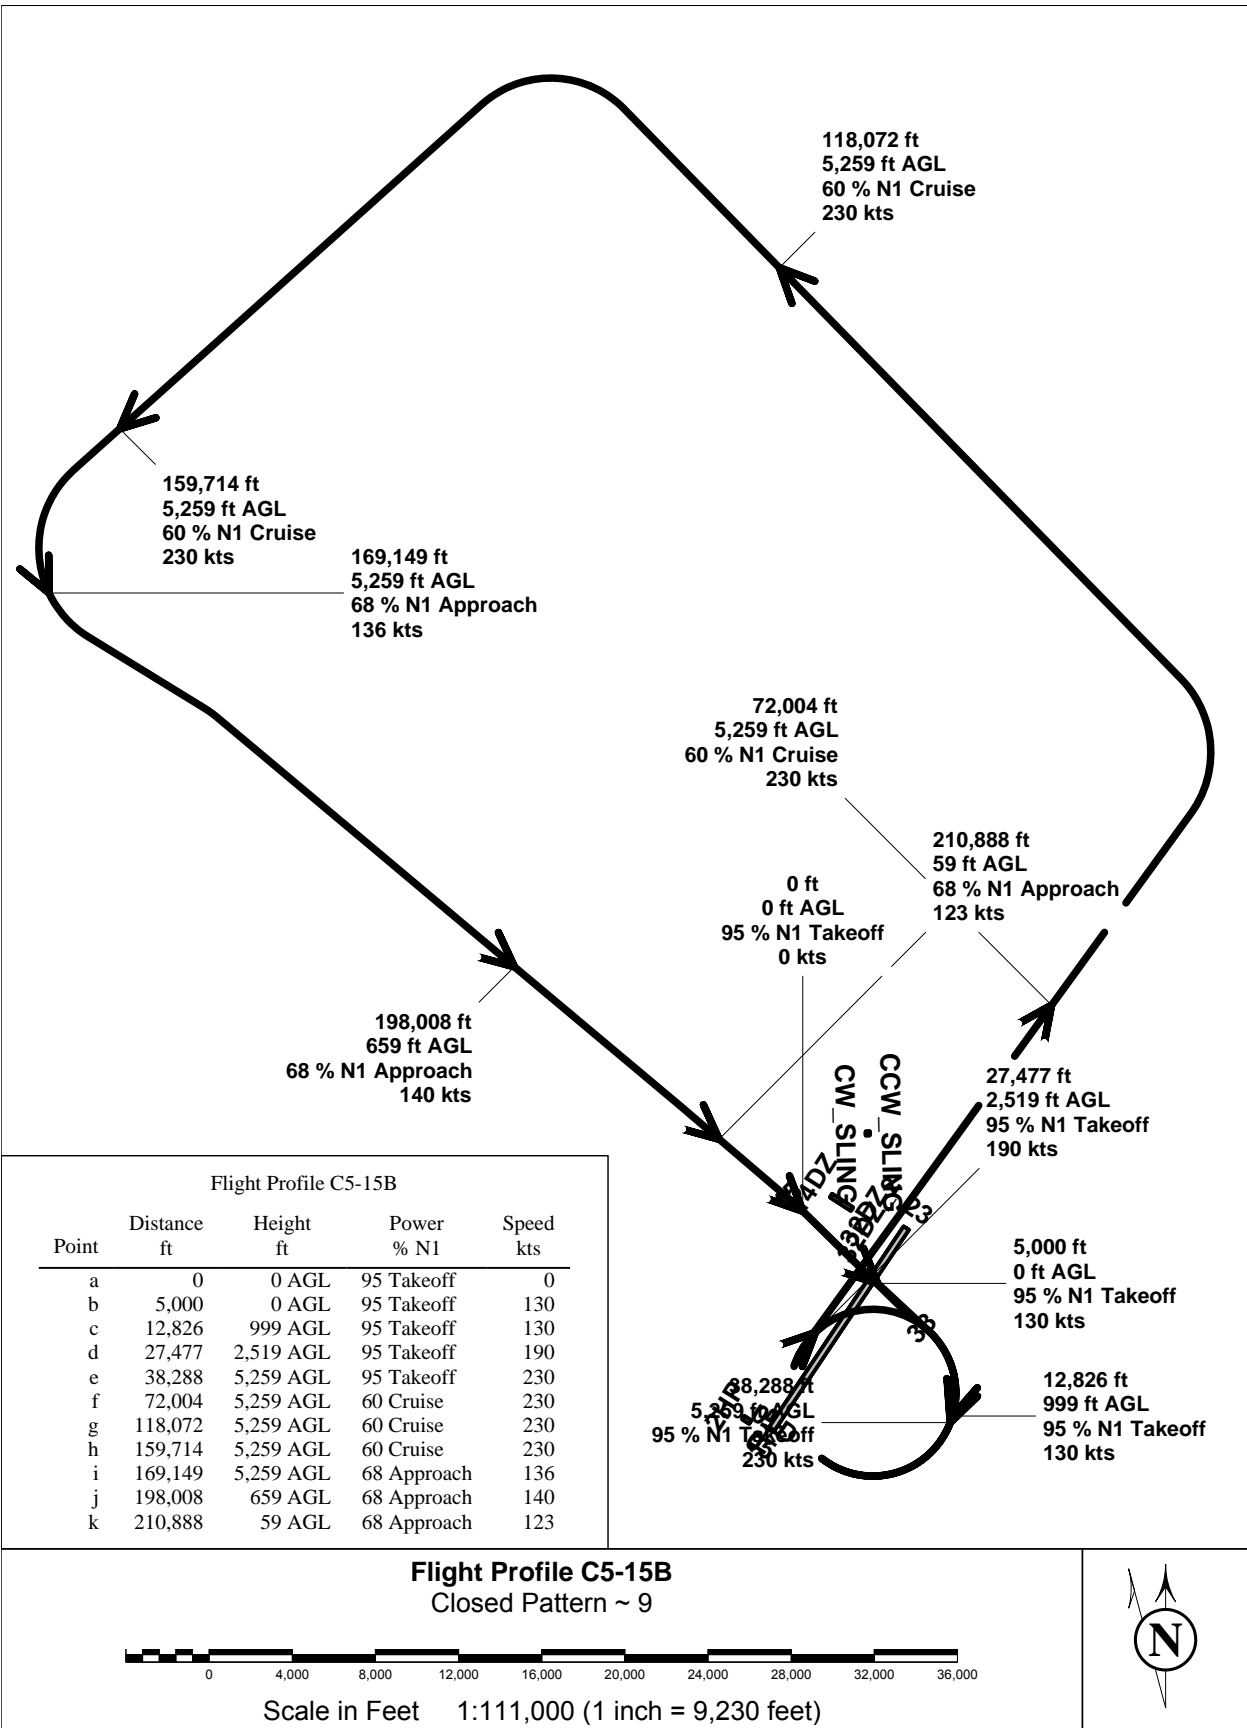 118,072 ft
5,259 ft AGL
60 % N1 Cruise
230 kts
159,714 ft
5,259 ft AGL
60 % N1 Cruise
230 kts
169,149 ft
5,259 ft AGL
68 % N1 Approach
136 kts
72,004 ft
5,259 ft AGL
60 % N1 Cruise
230 kts
210,888 ft
59 ft AGL
68 % N1 Approach
123 kts
0 ft
0 ft AGL
95 % N1 Takeoff
0 kts
198,008 ft
659 ft AGL
68 % N1 Approach
140 kts
CW_SLING
CCW_SLING
27,477 ft
2,519 ft AGL
95 % N1 Takeoff
190 kts
23
33
5,000 ft
0 ft AGL
95 % N1 Takeoff
130 kts
38,288 ft
5,259 ft AGL
95 % N1 Takeoff
230 kts
12,826 ft
999 ft AGL
95 % N1 Takeoff
130 kts
Flight Profile C5-15B
Distance Height Power Speed
Point ft ft % N1 kts
a 0 0 AGL 95 Takeoff 0
b 5,000 0 AGL 95 Takeoff 130
c 12,826 999 AGL 95 Takeoff 130
d 27,477 2,519 AGL 95 Takeoff 190
e 38,288 5,259 AGL 95 Takeoff 230
f 72,004 5,259 AGL 60 Cruise 230
g 118,072 5,259 AGL 60 Cruise 230
h 159,714 5,259 AGL 60 Cruise 230
i 169,149 5,259 AGL 68 Approach 136
j 198,008 659 AGL 68 Approach 140
k 210,888 59 AGL 68 Approach 123
Flight Profile C5-15B
Closed Pattern ~ 9
0 4,000 8,000 12,000 16,000 20,000 24,000 28,000 32,000 36,000
Scale in Feet 1:111,000 (1 inch = 9,230 feet)
N